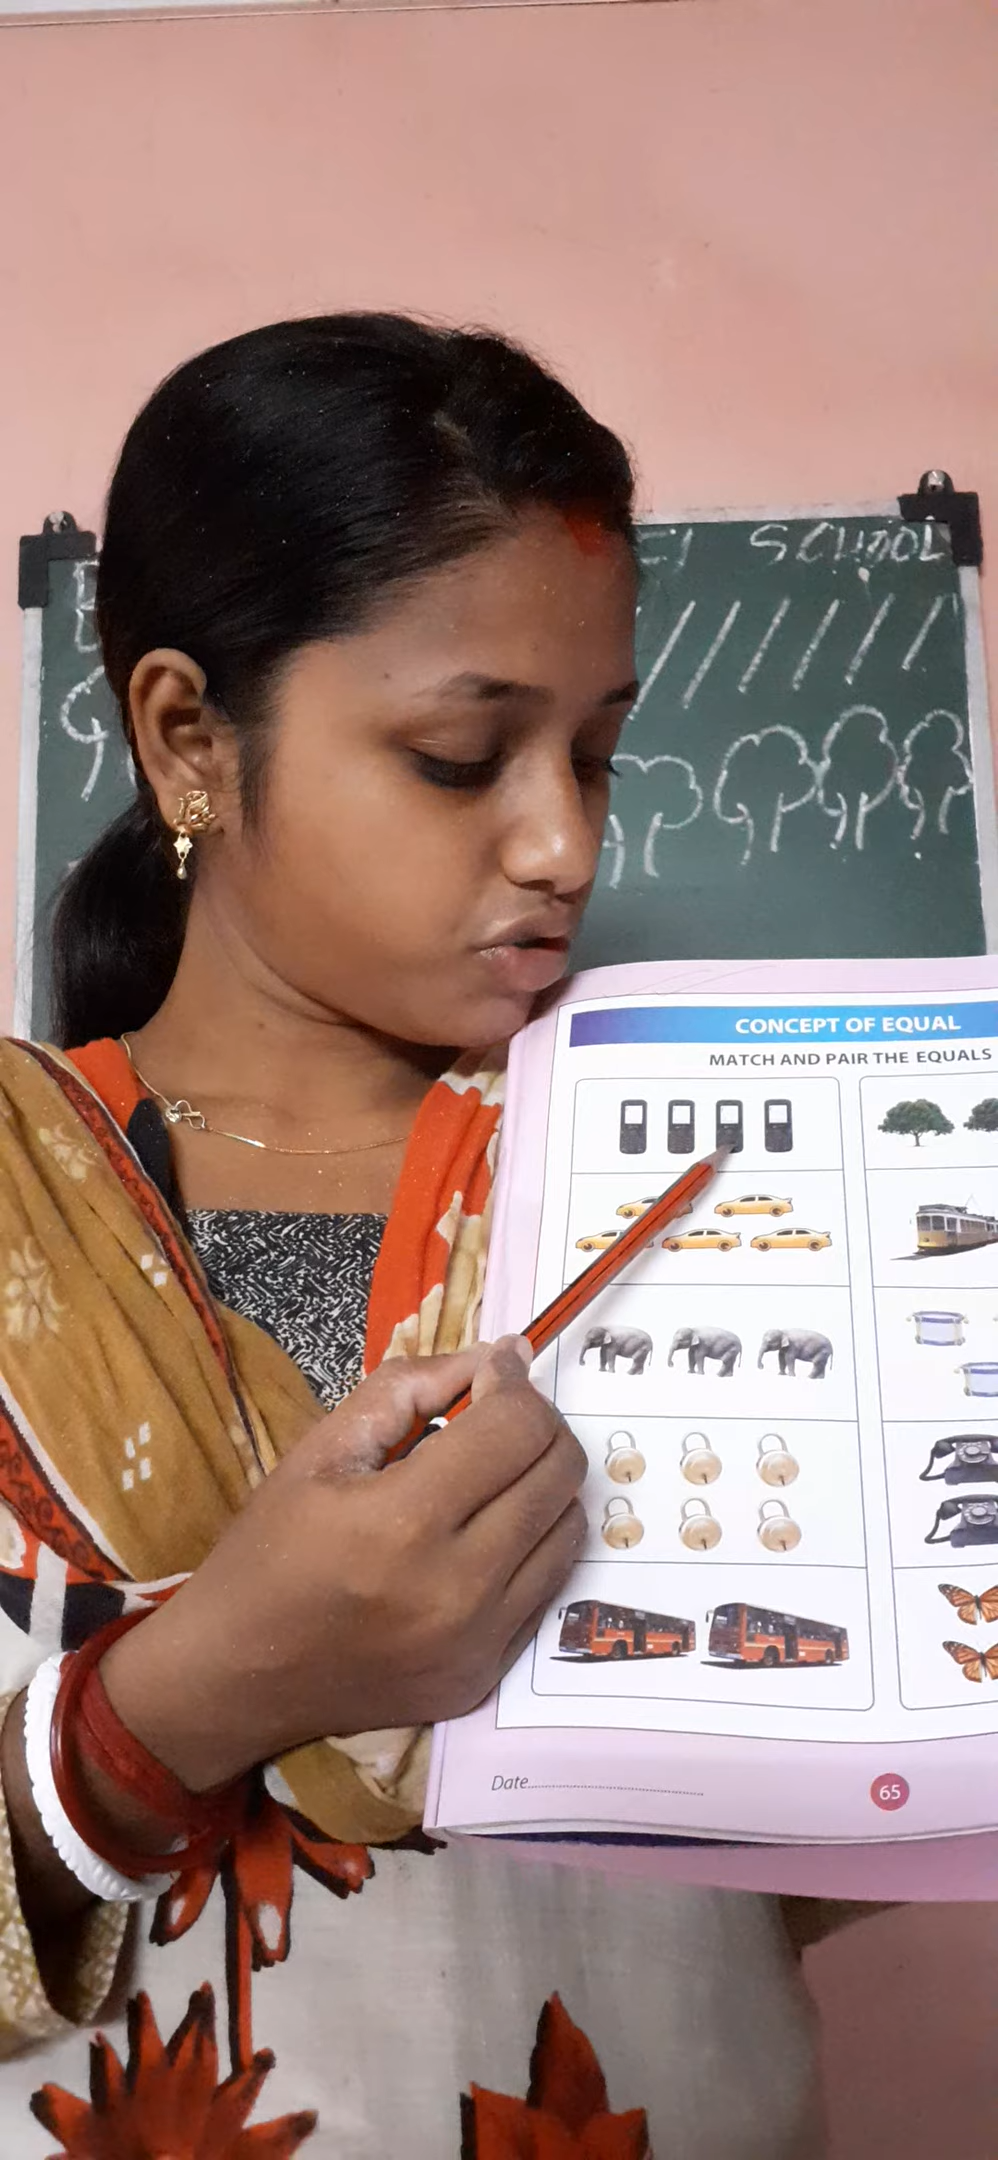 SCHOOL
CONCEPT OF EQUAL
MATCH AND PAIR THE EQUALS
Date
65